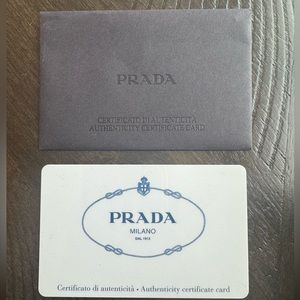 PRADA
CERTIFICATO DI AUTENTICITÀ
AUTHENTICITY CERTIFICATE CARD
PRADA
MILANO
DAL 1913
Certificato di autenticità • Authenticity certificate card